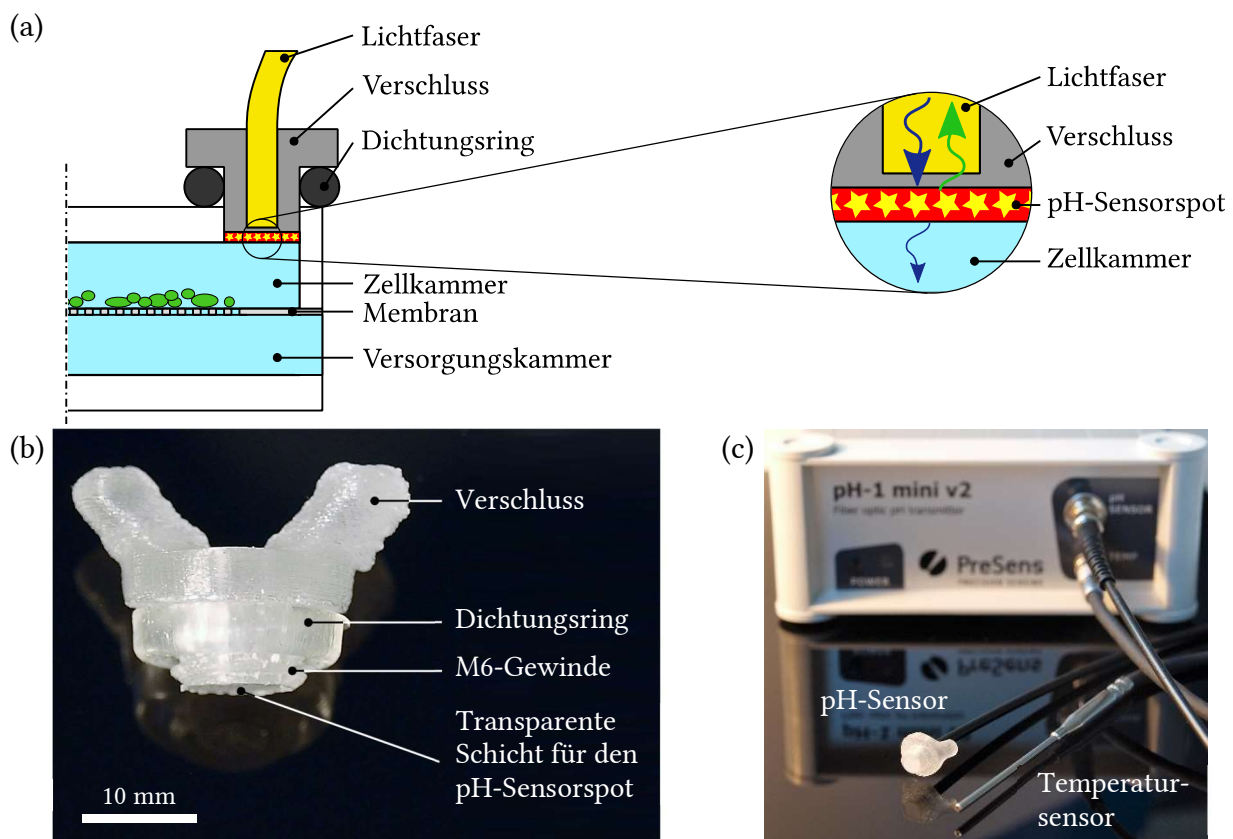 (a)
Lichtfaser
Verschluss
Dichtungsring
Zellkammer
Membran
Versorgungskammer
Lichtfaser
Verschluss
pH-Sensorspot
Zellkammer
(b)
Verschluss
Dichtungsring
M6-Gewinde
Transparente
Schicht für den
pH-Sensorspot
10 mm
(c)
pH-1 mini v2
Fiber optic pH transmitter
pH
SENSOR
TEMP
POWER
PreSens
PRECISION SENSING
pH-Sensor
Temperatur-
sensor